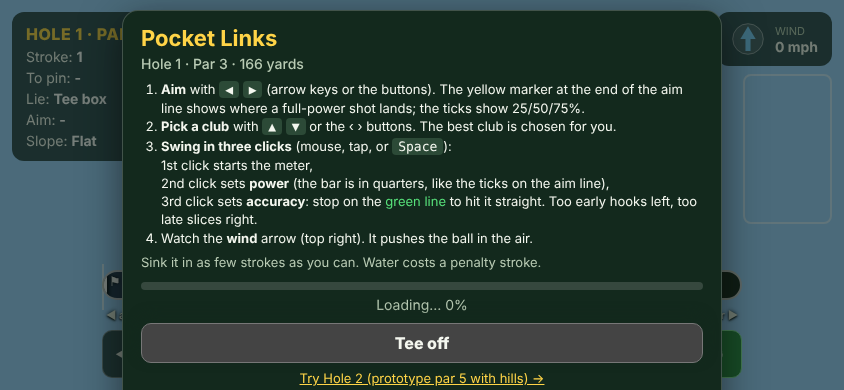 HOLE 1 · PA
Stroke: 1
To pin: -
Lie: Tee box
Aim: -
Slope: Flat
Pocket Links
Hole 1 · Par 3 · 166 yards
1. Aim with ◀ ▶ (arrow keys or the buttons). The yellow marker at the end of the aim
line shows where a full-power shot lands; the ticks show 25/50/75%.
2. Pick a club with ▲ ▼ or the ‹ › buttons. The best club is chosen for you.
3. Swing in three clicks (mouse, tap, or Space):
1st click starts the meter,
2nd click sets power (the bar is in quarters, like the ticks on the aim line),
3rd click sets accuracy: stop on the green line to hit it straight. Too early hooks left, too
late slices right.
4. Watch the wind arrow (top right). It pushes the ball in the air.
Sink it in as few strokes as you can. Water costs a penalty stroke.
Loading... 0%
Tee off
Try Hole 2 (prototype par 5 with hills) →
WIND
0 mph